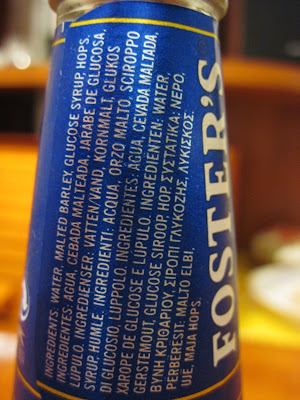 INGREDIENTS. WATER, MALTED BARLEY, GLUCOSE SYRUP, HOPS.
INGREDIENTES. AGUA, CEBADA MALTEADA, JARABE DE GLUCOSA,
LUPULO. INGREDIENSER: VATTEN/VAND, KORNMALT, GLUKOS
SYRUP, HUMLE. INGREDIENTI: ACQUA, ORZO MALTO, SCIROPPO
DI GLUCOSIO, LUPPOLO. INGREDIENTES: AGUA, CEVADA MALTADA,
XAROPE DE GLUCOSE E LUPULO. INGREDIENTEN: WATER,
GERSTEMOUT, GLUCOSE SIROOP, HOP ΣΥΣΤΑΤΙΚΑ: ΝΕΡΟ,
ΒΥΝΗ ΚΡΙΘΑΡΙΟΥ, ΣΙΡΟΠΙ ΓΛΥΚΟΖΗΣ, ΛΥΚΙΣΚΟΣ.
PERBERESIT: MALTO ELBI,
UJE, MAJA HOPS.
FOSTER'S